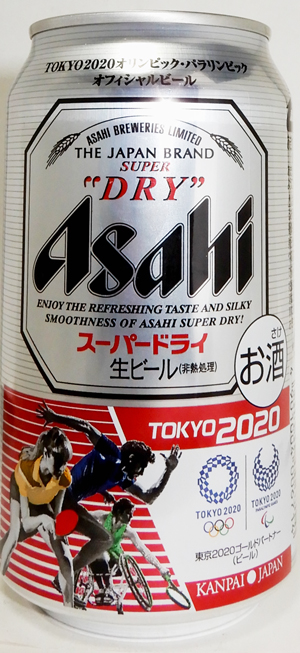 TOKYO2020オリンピック・パラリンピック
オフィシャルビール
ASAHI BREWERIES LIMITED
THE JAPAN BRAND
SUPER
"DRY"
Asahi
ENJOY THE REFRESHING TASTE AND SILKY
SMOOTHNESS OF ASAHI SUPER DRY!
スーパードライ
生ビール(非熱処理)
さけ
お酒
TOKYO2020
TOKYO 2020
TOKYO 2020
PARALYMPIC GAMES
東京2020ゴールドパートナー
(ビール)
KANPAI JAPAN